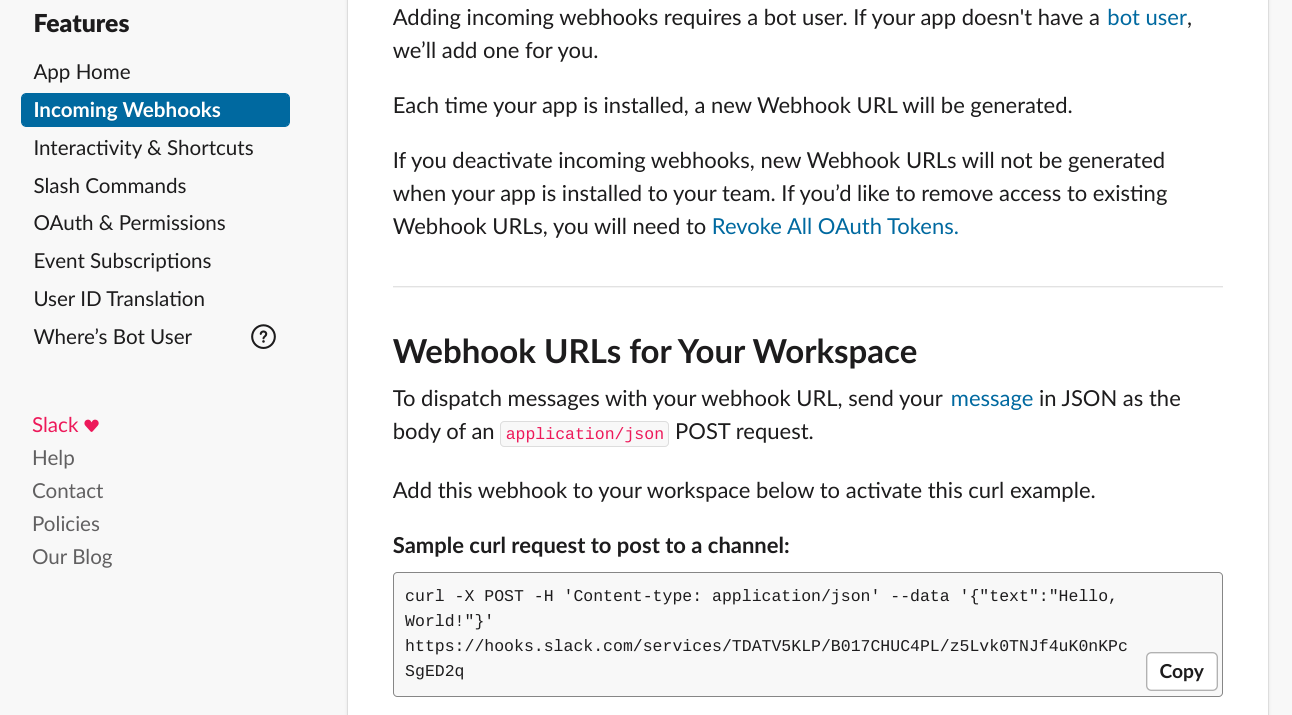 Features
App Home
Incoming Webhooks
Interactivity & Shortcuts
Slash Commands
OAuth & Permissions
Event Subscriptions
User ID Translation
Where’s Bot User ?
Slack ♥
Help
Contact
Policies
Our Blog
Adding incoming webhooks requires a bot user. If your app doesn't have a bot user,
we’ll add one for you.
Each time your app is installed, a new Webhook URL will be generated.
If you deactivate incoming webhooks, new Webhook URLs will not be generated
when your app is installed to your team. If you’d like to remove access to existing
Webhook URLs, you will need to Revoke All OAuth Tokens.
Webhook URLs for Your Workspace
To dispatch messages with your webhook URL, send your message in JSON as the
body of an application/json POST request.
Add this webhook to your workspace below to activate this curl example.
Sample curl request to post to a channel:
curl -X POST -H 'Content-type: application/json' --data '{"text":"Hello,
World!"}'
https://hooks.slack.com/services/TDATV5KLP/B017CHUC4PL/z5Lvk0TNJf4uK0nKPc
SgED2q
Copy